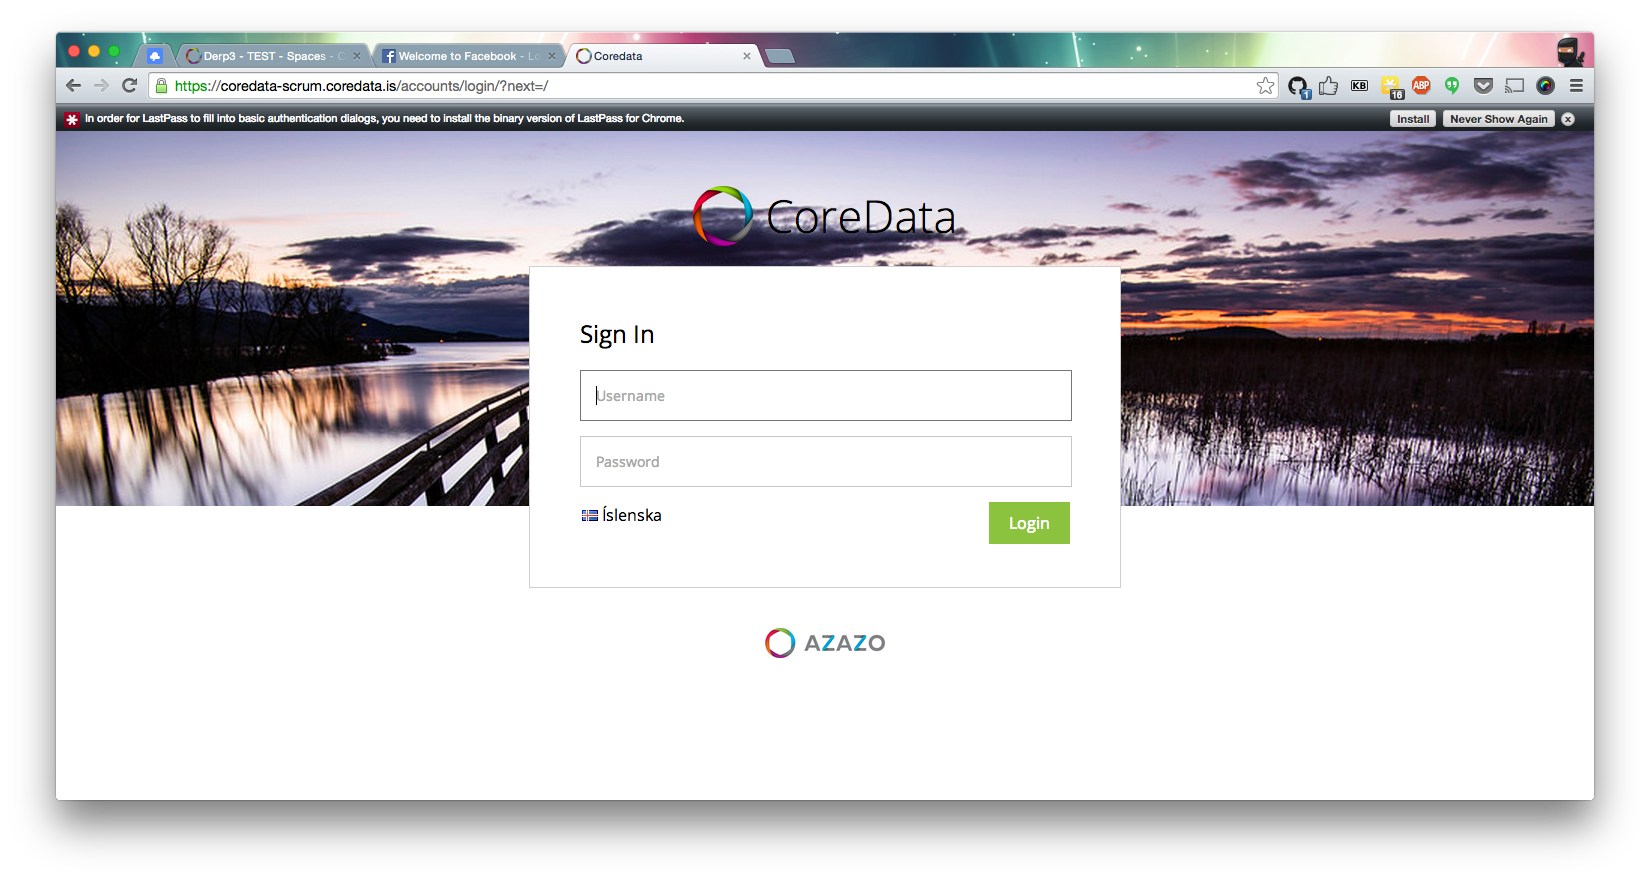 Derp3 - TEST - Spaces -
Welcome to Facebook -
Coredata
https://coredata-scrum.coredata.is/accounts/login/?next=/
1
KB
16
ABP
In order for LastPass to fill into basic authentication dialogs, you need to install the binary version of LastPass for Chrome.
Install
Never Show Again
CoreData
Sign In
Username
Password
Íslenska
Login
AZAZO